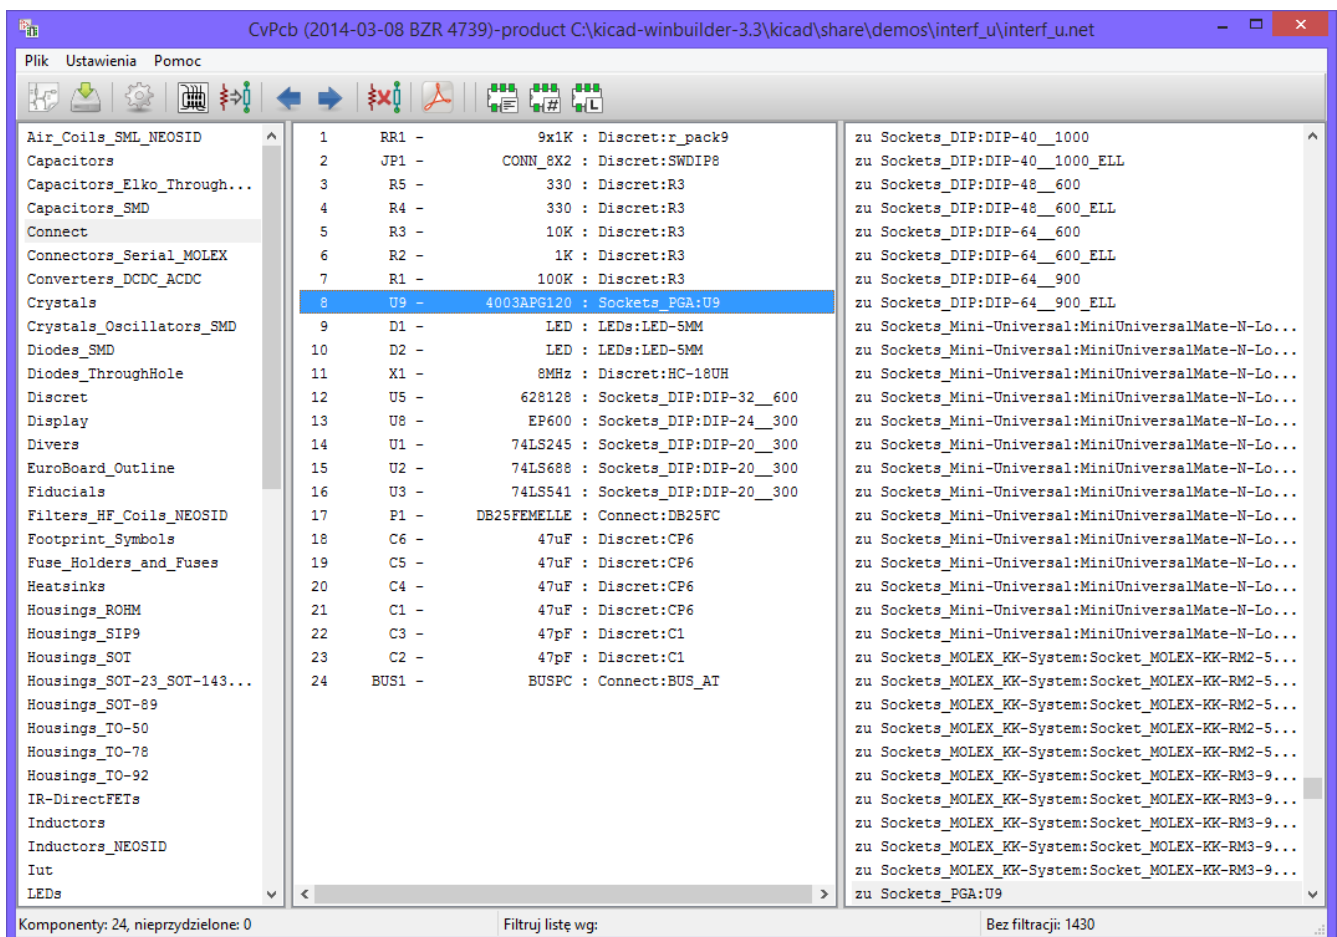 CvPcb (2014-03-08 BZR 4739)-product C:\kicad-winbuilder-3.3\kicad\share\demos\interf_u\interf_u.net
Plik Ustawienia Pomoc
Air_Coils_SML_NEOSID
Capacitors
Capacitors_Elko_Through...
Capacitors_SMD
Connect
Connectors_Serial_MOLEX
Converters_DCDC_ACDC
Crystals
Crystals_Oscillators_SMD
Diodes_SMD
Diodes_ThroughHole
Discret
Display
Divers
EuroBoard_Outline
Fiducials
Filters_HF_Coils_NEOSID
Footprint_Symbols
Fuse_Holders_and_Fuses
Heatsinks
Housings_ROHM
Housings_SIP9
Housings_SOT
Housings_SOT-23_SOT-143...
Housings_SOT-89
Housings_TO-50
Housings_TO-78
Housings_TO-92
IR-DirectFETs
Inductors
Inductors_NEOSID
Iut
LEDs
1 RR1 - 9x1K : Discret:r_pack9
2 JP1 - CONN_8X2 : Discret:SWDIP8
3 R5 - 330 : Discret:R3
4 R4 - 330 : Discret:R3
5 R3 - 10K : Discret:R3
6 R2 - 1K : Discret:R3
7 R1 - 100K : Discret:R3
8 U9 - 4003APG120 : Sockets_PGA:U9
9 D1 - LED : LEDs:LED-5MM
10 D2 - LED : LEDs:LED-5MM
11 X1 - 8MHz : Discret:HC-18UH
12 U5 - 628128 : Sockets_DIP:DIP-32__600
13 U8 - EP600 : Sockets_DIP:DIP-24__300
14 U1 - 74LS245 : Sockets_DIP:DIP-20__300
15 U2 - 74LS688 : Sockets_DIP:DIP-20__300
16 U3 - 74LS541 : Sockets_DIP:DIP-20__300
17 P1 - DB25FEMELLE : Connect:DB25FC
18 C6 - 47uF : Discret:CP6
19 C5 - 47uF : Discret:CP6
20 C4 - 47uF : Discret:CP6
21 C1 - 47uF : Discret:CP6
22 C3 - 47pF : Discret:C1
23 C2 - 47pF : Discret:C1
24 BUS1 - BUSPC : Connect:BUS_AT
zu Sockets_DIP:DIP-40__1000
zu Sockets_DIP:DIP-40__1000_ELL
zu Sockets_DIP:DIP-48__600
zu Sockets_DIP:DIP-48__600_ELL
zu Sockets_DIP:DIP-64__600
zu Sockets_DIP:DIP-64__600_ELL
zu Sockets_DIP:DIP-64__900
zu Sockets_DIP:DIP-64__900_ELL
zu Sockets_Mini-Universal:MiniUniversalMate-N-Lo...
zu Sockets_Mini-Universal:MiniUniversalMate-N-Lo...
zu Sockets_Mini-Universal:MiniUniversalMate-N-Lo...
zu Sockets_Mini-Universal:MiniUniversalMate-N-Lo...
zu Sockets_Mini-Universal:MiniUniversalMate-N-Lo...
zu Sockets_Mini-Universal:MiniUniversalMate-N-Lo...
zu Sockets_Mini-Universal:MiniUniversalMate-N-Lo...
zu Sockets_Mini-Universal:MiniUniversalMate-N-Lo...
zu Sockets_Mini-Universal:MiniUniversalMate-N-Lo...
zu Sockets_Mini-Universal:MiniUniversalMate-N-Lo...
zu Sockets_Mini-Universal:MiniUniversalMate-N-Lo...
zu Sockets_Mini-Universal:MiniUniversalMate-N-Lo...
zu Sockets_Mini-Universal:MiniUniversalMate-N-Lo...
zu Sockets_Mini-Universal:MiniUniversalMate-N-Lo...
zu Sockets_MOLEX_KK-System:Socket_MOLEX-KK-RM2-5...
zu Sockets_MOLEX_KK-System:Socket_MOLEX-KK-RM2-5...
zu Sockets_MOLEX_KK-System:Socket_MOLEX-KK-RM2-5...
zu Sockets_MOLEX_KK-System:Socket_MOLEX-KK-RM2-5...
zu Sockets_MOLEX_KK-System:Socket_MOLEX-KK-RM2-5...
zu Sockets_MOLEX_KK-System:Socket_MOLEX-KK-RM3-9...
zu Sockets_MOLEX_KK-System:Socket_MOLEX-KK-RM3-9...
zu Sockets_MOLEX_KK-System:Socket_MOLEX-KK-RM3-9...
zu Sockets_MOLEX_KK-System:Socket_MOLEX-KK-RM3-9...
zu Sockets_MOLEX_KK-System:Socket_MOLEX-KK-RM3-9...
zu Sockets_PGA:U9
Komponenty: 24, nieprzydzielone: 0
Filtruj listę wg:
Bez filtracji: 1430